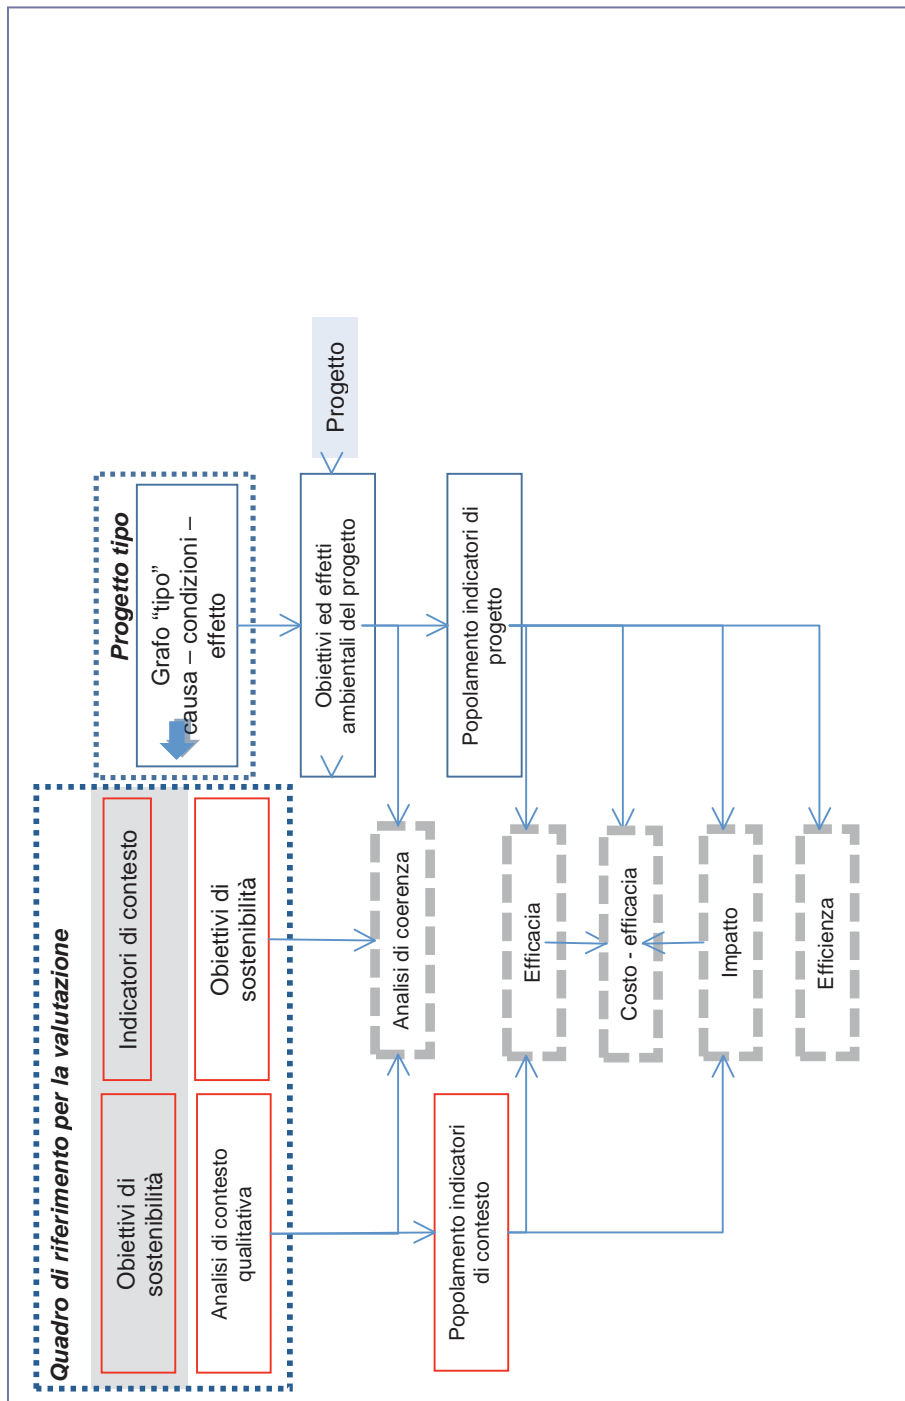 Quadro di riferimento per la valutazione
Obiettivi di
sostenibilità
Indicatori di contesto
Analisi di contesto
qualitativa
Obiettivi di
sostenibilità
Progetto tipo
Grafo “tipo”
causa – condizioni –
effetto
Obiettivi ed effetti
ambientali del progetto
Progetto
Analisi di coerenza
Popolamento indicatori
di contesto
Popolamento indicatori di
progetto
Efficacia
Costo - efficacia
Impatto
Efficienza